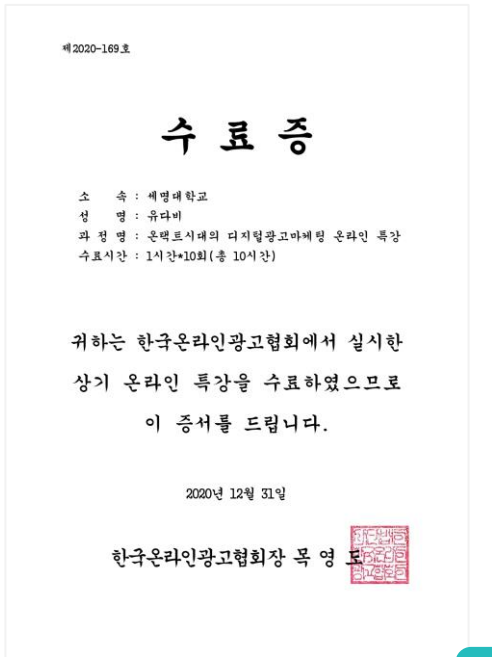 제2020-169호
수 료 증
소 속 : 세명대학교
성 명 : 유다비
과 정 명 : 온택트시대의 디지털광고마케팅 온라인 특강
수료시간 : 1시간*10회(총 10시간)
귀하는 한국온라인광고협회에서 실시한
상기 온라인 특강을 수료하였으므로
이 증서를 드립니다.
2020년 12월 31일
한국온라인광고협회장 목 영 도